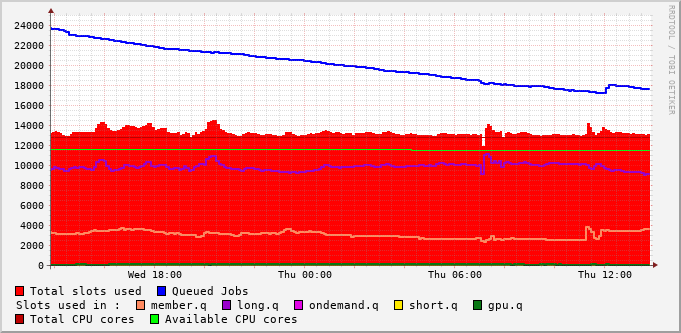 24000
22000
20000
18000
16000
14000
12000
10000
8000
6000
4000
2000
0
Wed 18:00 Thu 00:00 Thu 06:00 Thu 12:00
Total slots used Queued Jobs
Slots used in : member.q long.q ondemand.q short.q gpu.q
Total CPU cores Available CPU cores
RRDTOOL / TOBI OETIKER